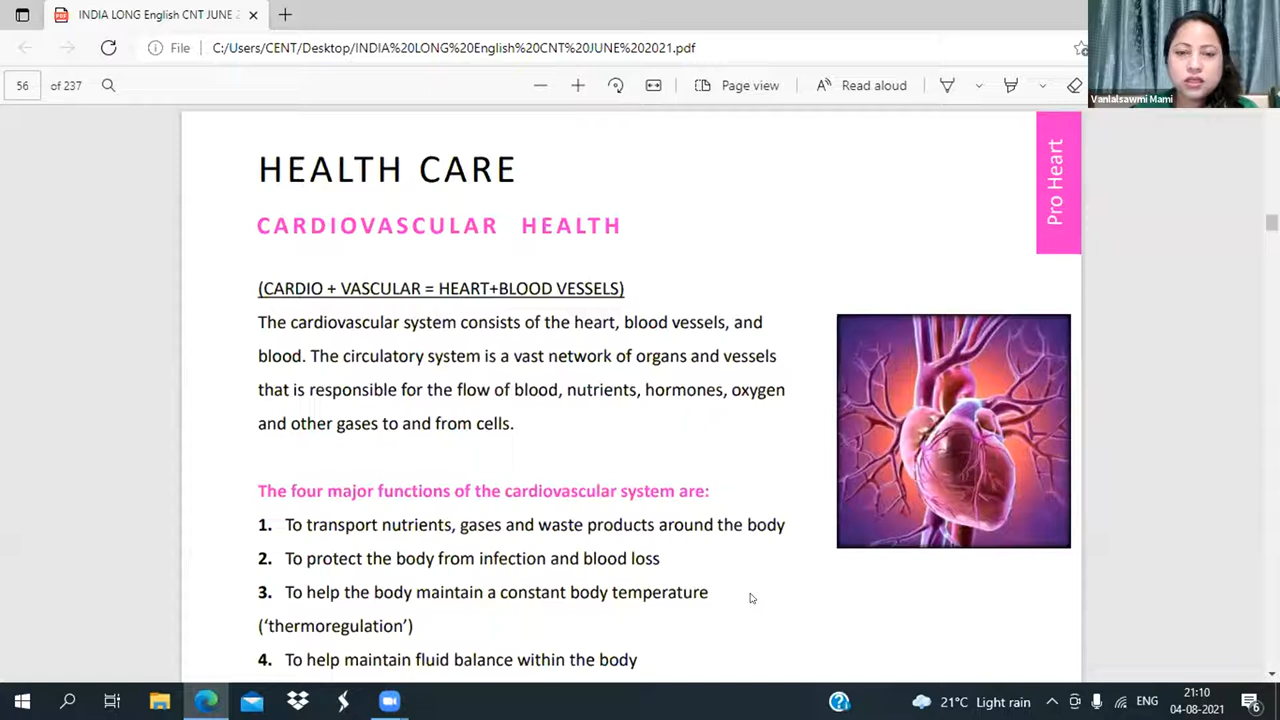 INDIA LONG English CNT JUNE 2
File
C:/Users/CENT/Desktop/INDIA%20LONG%20English%20CNT%20JUNE%202021.pdf
56 of 237
Page view
Read aloud
Vanlalsawmi Mami
Pro Heart
HEALTH CARE
CARDIOVASCULAR HEALTH
(CARDIO + VASCULAR = HEART+BLOOD VESSELS)
The cardiovascular system consists of the heart, blood vessels, and
blood. The circulatory system is a vast network of organs and vessels
that is responsible for the flow of blood, nutrients, hormones, oxygen
and other gases to and from cells.
The four major functions of the cardiovascular system are:
1. To transport nutrients, gases and waste products around the body
2. To protect the body from infection and blood loss
3. To help the body maintain a constant body temperature
(‘thermoregulation’)
4. To help maintain fluid balance within the body
21°C Light rain
ENG
21:10
04-08-2021
6